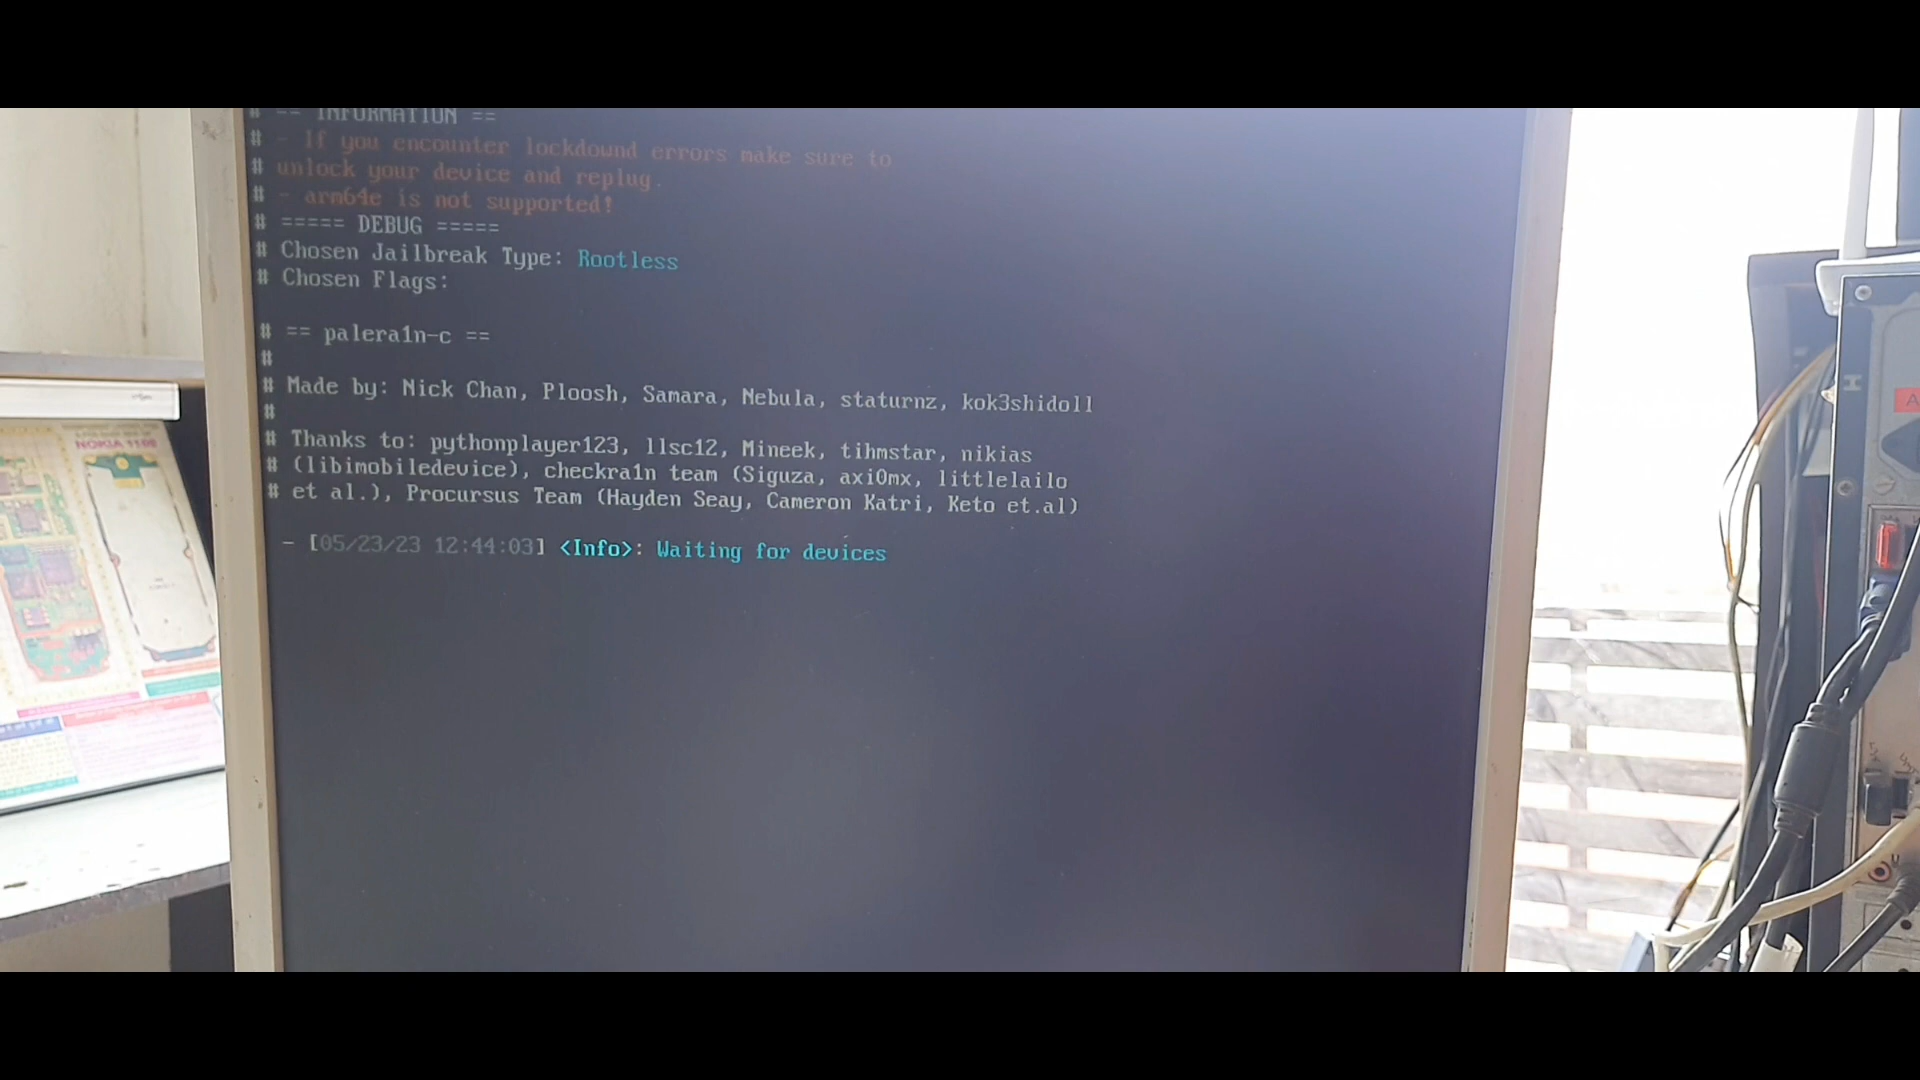 # == INFORMATION ==
# - If you encounter lockdownd errors make sure to
# unlock your device and replug.
# - arm64e is not supported!
# ===== DEBUG =====
# Chosen Jailbreak Type: Rootless
# Chosen Flags:
# == palera1n-c ==
#
# Made by: Nick Chan, Ploosh, Samara, Nebula, staturnz, kok3shidoll
#
# Thanks to: pythonplayer123, llsc12, Mineek, tihmstar, nikias
# (libimobiledevice), checkra1n team (Siguza, axi0mx, littlelailo
# et al.), Procursus Team (Hayden Seay, Cameron Katri, Keto et.al)
- [05/23/23 12:44:03] <Info>: Waiting for devices
NOKIA 1100